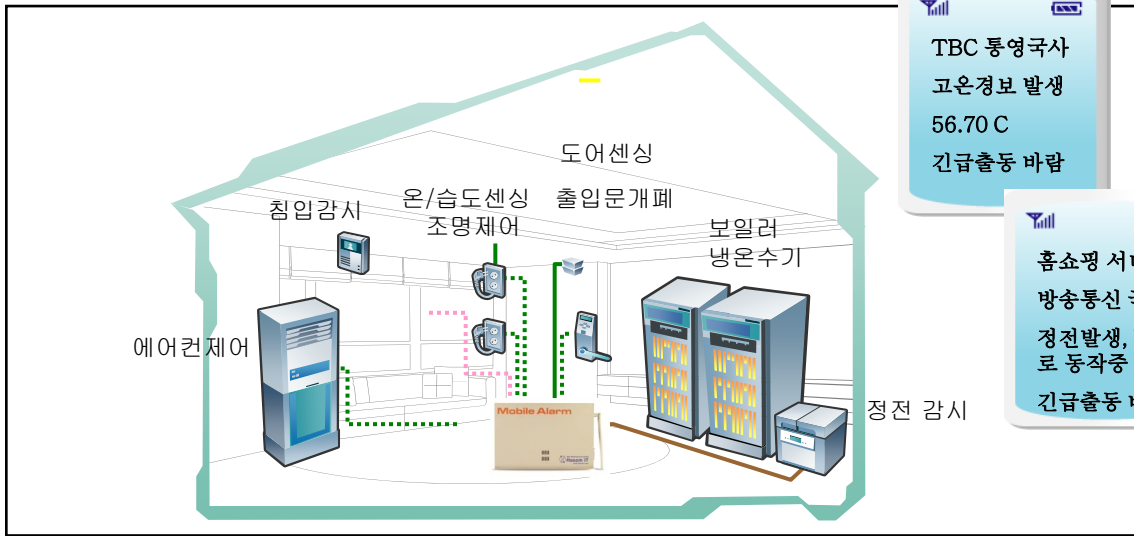 TBC 통영국사
고온경보 발생
56.70 C
긴급출동 바람
도어센싱
출입문개폐
온/습도센싱
조명제어
침입감시
보일러
냉온수기
홈쇼핑
방송통신
정전발생,
로 동작중
긴급출동
에어컨제어
Mobile Alarm
정전 감시